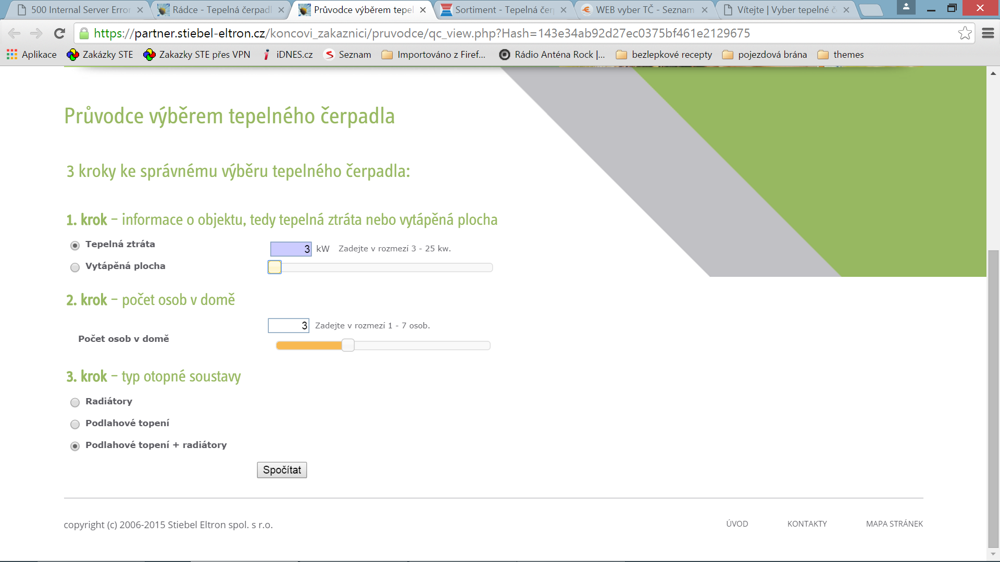 500 Internal Server Error
Rádce - Tepelná čerpadl
Průvodce výběrem tepel
Sortiment - Tepelná čer
WEB vyber TČ - Seznam
Vítejte | Vyber tepelné č
https://partner.stiebel-eltron.cz/koncovi_zakaznici/pruvodce/qc_view.php?Hash=143e34ab92d27ec0375bf461e2129675
Aplikace
Zakázky STE
Zakazky STE přes VPN
iDNES.cz
Seznam
Importováno z Firef...
Rádio Anténa Rock |...
bezlepkové recepty
pojezdová brána
themes
Průvodce výběrem tepelného čerpadla
3 kroky ke správnému výběru tepelného čerpadla:
1. krok – informace o objektu, tedy tepelná ztráta nebo vytápěná plocha
Tepelná ztráta
3 kW Zadejte v rozmezí 3 - 25 kw.
Vytápěná plocha
2. krok – počet osob v domě
3 Zadejte v rozmezí 1 - 7 osob.
Počet osob v domě
3. krok – typ otopné soustavy
Radiátory
Podlahové topení
Podlahové topení + radiátory
Spočítat
copyright (c) 2006-2015 Stiebel Eltron spol. s r.o.
ÚVOD
KONTAKTY
MAPA STRÁNEK